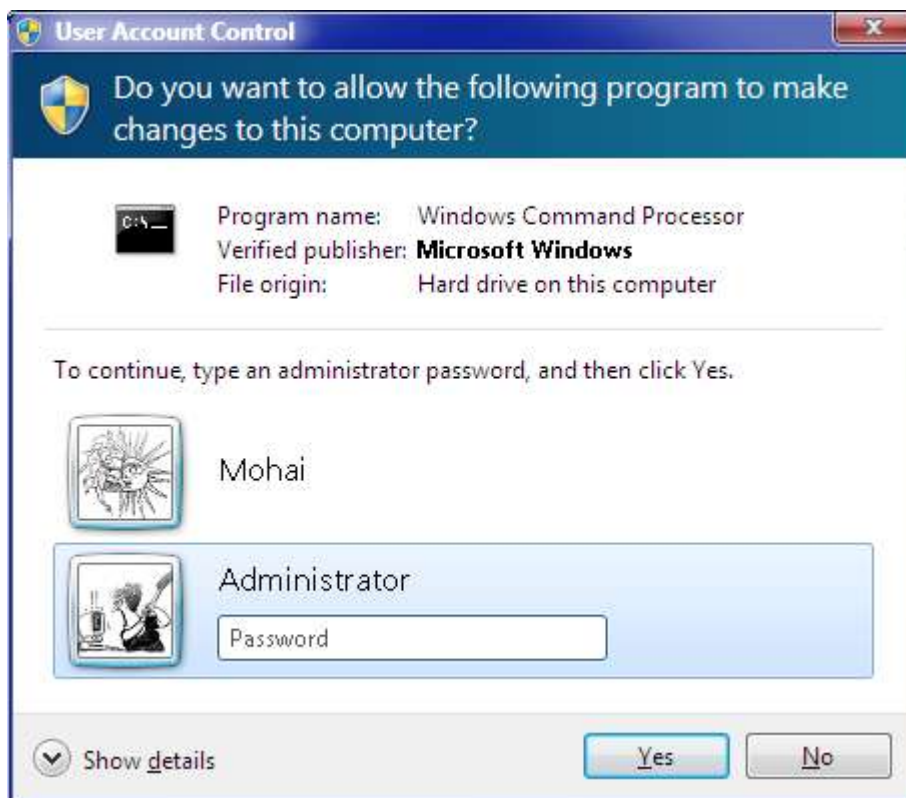 User Account Control
Do you want to allow the following program to make
changes to this computer?
C:\_
Program name: Windows Command Processor
Verified publisher: Microsoft Windows
File origin: Hard drive on this computer
To continue, type an administrator password, and then click Yes.
Mohai
Administrator
Password
Show details
Yes
No